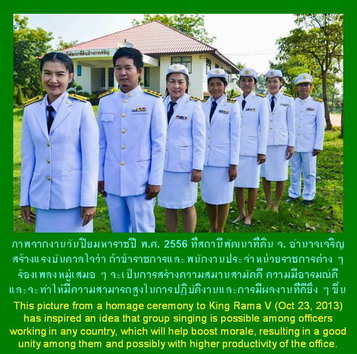 ภาพจากงานวันปิยมหาราชปี พ.ศ. 2556 ที่สถานีพัฒนาที่ดิน จ. อำนาจเจริญ
สร้างแรงบันดาลใจว่า ถ้าข้าราชการและพนักงานประจำหน่วยราชการต่าง ๆ
ร้องเพลงหมู่เสมอ ๆ จะเป็นการสร้างความสมานสามัคคี ความมีอารมณ์ดี
และจะทำให้มีความสามารถสูงในการปฏิบัติงานและการมีผลงานที่ดียิ่ง ๆ ขึ้น
This picture from a homage ceremony to King Rama V (Oct 23, 2013)
has inspired an idea that group singing is possible among officers
working in any country, which will help boost morale, resulting in a good
unity among them and possibly with higher productivity of the office.